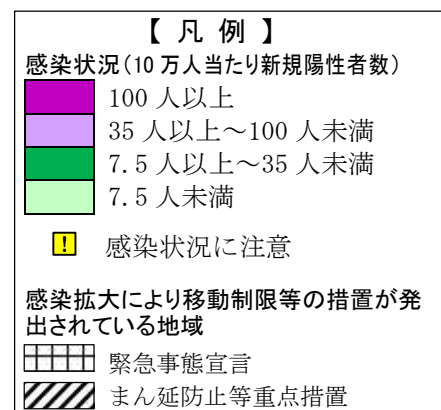 【 凡 例 】
感染状況（10 万人当たり新規陽性者数）
100 人以上
35 人以上～100 人未満
7.5 人以上～35 人未満
7.5 人未満
! 感染状況に注意
感染拡大により移動制限等の措置が発
出されている地域
緊急事態宣言
まん延防止等重点措置